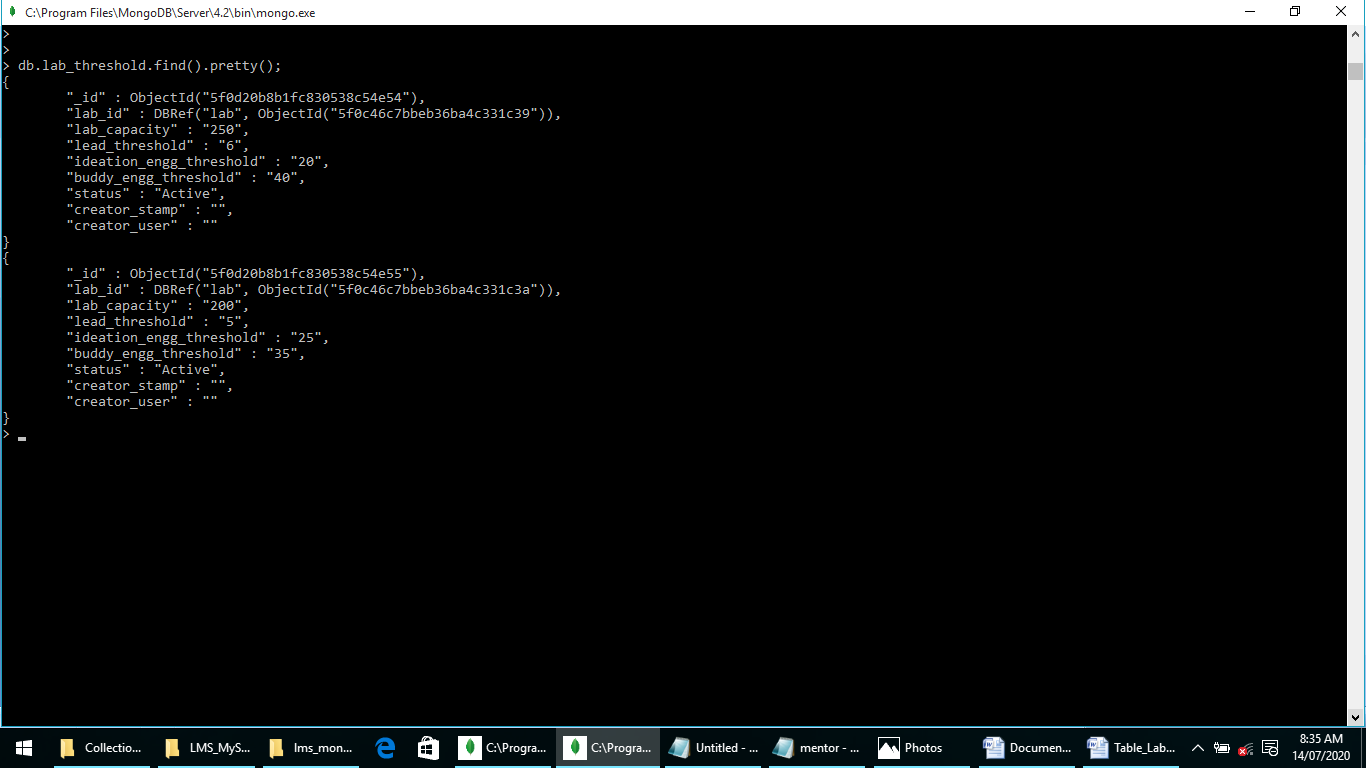 C:\Program Files\MongoDB\Server\4.2\bin\mongo.exe
>
>
> db.lab_threshold.find().pretty();
{
"_id" : ObjectId("5f0d20b8b1fc830538c54e54"),
"lab_id" : DBRef("lab", ObjectId("5f0c46c7bbeb36ba4c331c39")),
"lab_capacity" : "250",
"lead_threshold" : "6",
"ideation_engg_threshold" : "20",
"buddy_engg_threshold" : "40",
"status" : "Active",
"creator_stamp" : "",
"creator_user" : ""
}
{
"_id" : ObjectId("5f0d20b8b1fc830538c54e55"),
"lab_id" : DBRef("lab", ObjectId("5f0c46c7bbeb36ba4c331c3a")),
"lab_capacity" : "200",
"lead_threshold" : "5",
"ideation_engg_threshold" : "25",
"buddy_engg_threshold" : "35",
"status" : "Active",
"creator_stamp" : "",
"creator_user" : ""
}
>
Collectio... LMS_MyS... lms_mon... C:\Progra... C:\Progra... Untitled - ... mentor - ... Photos Documen... Table_Lab... 8:35 AM
14/07/2020